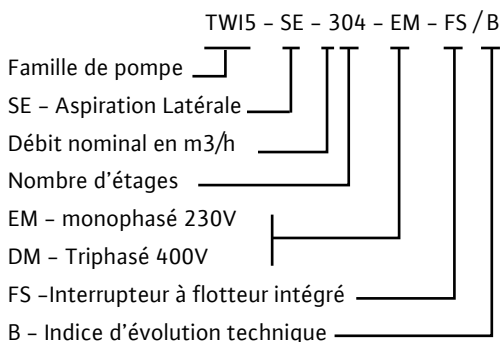 TWI5 – SE – 304 – EM – FS / B
Famille de pompe
SE – Aspiration Latérale
Débit nominal en m3/h
Nombre d'étages
EM – monophasé 230V
DM – Triphasé 400V
FS –Interrupteur à flotteur intégré
B – Indice d'évolution technique